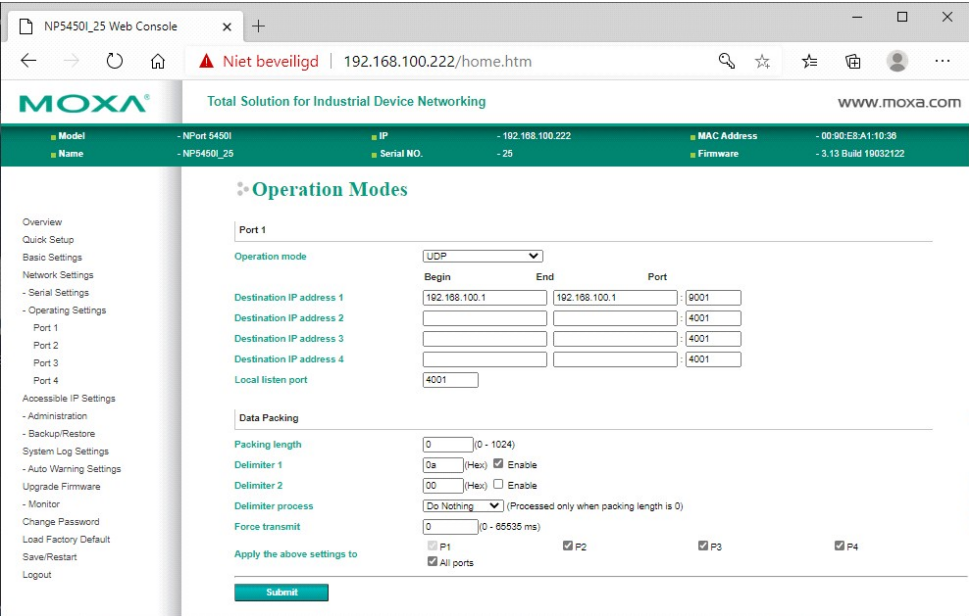 NP5450I_25 Web Console
Niet beveiligd | 192.168.100.222/home.htm
MOXA®
Total Solution for Industrial Device Networking
www.moxa.com
Model - NPort 5450I IP - 192.168.100.222 MAC Address - 00:90:E8:A1:10:36
Name - NP5450I_25 Serial NO. - 25 Firmware - 3.13 Build 19032122
Operation Modes
Overview
Quick Setup
Basic Settings
Network Settings
- Serial Settings
- Operating Settings
Port 1
Port 2
Port 3
Port 4
Accessible IP Settings
- Administration
- Backup/Restore
System Log Settings
- Auto Warning Settings
Upgrade Firmware
- Monitor
Change Password
Load Factory Default
Save/Restart
Logout
Port 1
Operation mode UDP
Begin End Port
Destination IP address 1 192.168.100.1 192.168.100.1 : 9001
Destination IP address 2 : 4001
Destination IP address 3 : 4001
Destination IP address 4 : 4001
Local listen port 4001
Data Packing
Packing length 0 (0 - 1024)
Delimiter 1 0a (Hex) Enable
Delimiter 2 00 (Hex) Enable
Delimiter process Do Nothing (Processed only when packing length is 0)
Force transmit 0 (0 - 65535 ms)
Apply the above settings to P1 P2 P3 P4
All ports
Submit